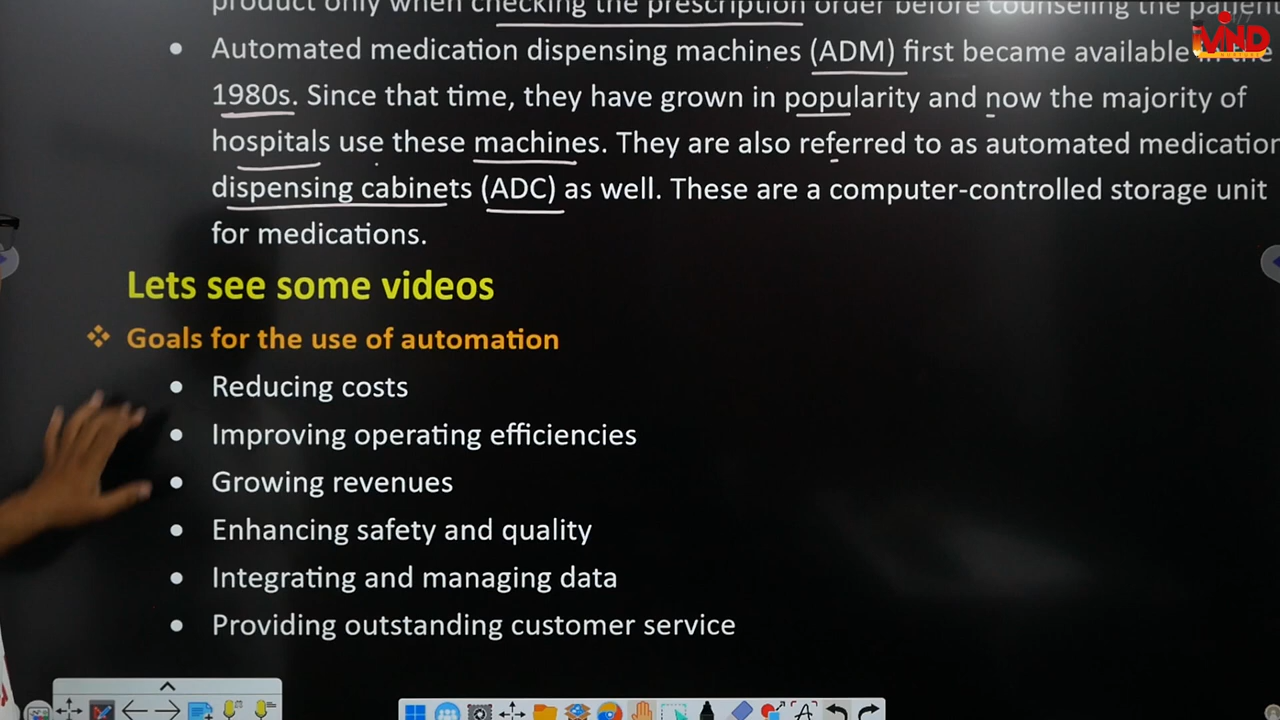 product only when checking the prescription order before counseling the patient
• Automated medication dispensing machines (ADM) first became available in the
1980s. Since that time, they have grown in popularity and now the majority of
hospitals use these machines. They are also referred to as automated medication
dispensing cabinets (ADC) as well. These are a computer-controlled storage unit
for medications.
Lets see some videos
❖ Goals for the use of automation
• Reducing costs
• Improving operating efficiencies
• Growing revenues
• Enhancing safety and quality
• Integrating and managing data
• Providing outstanding customer service